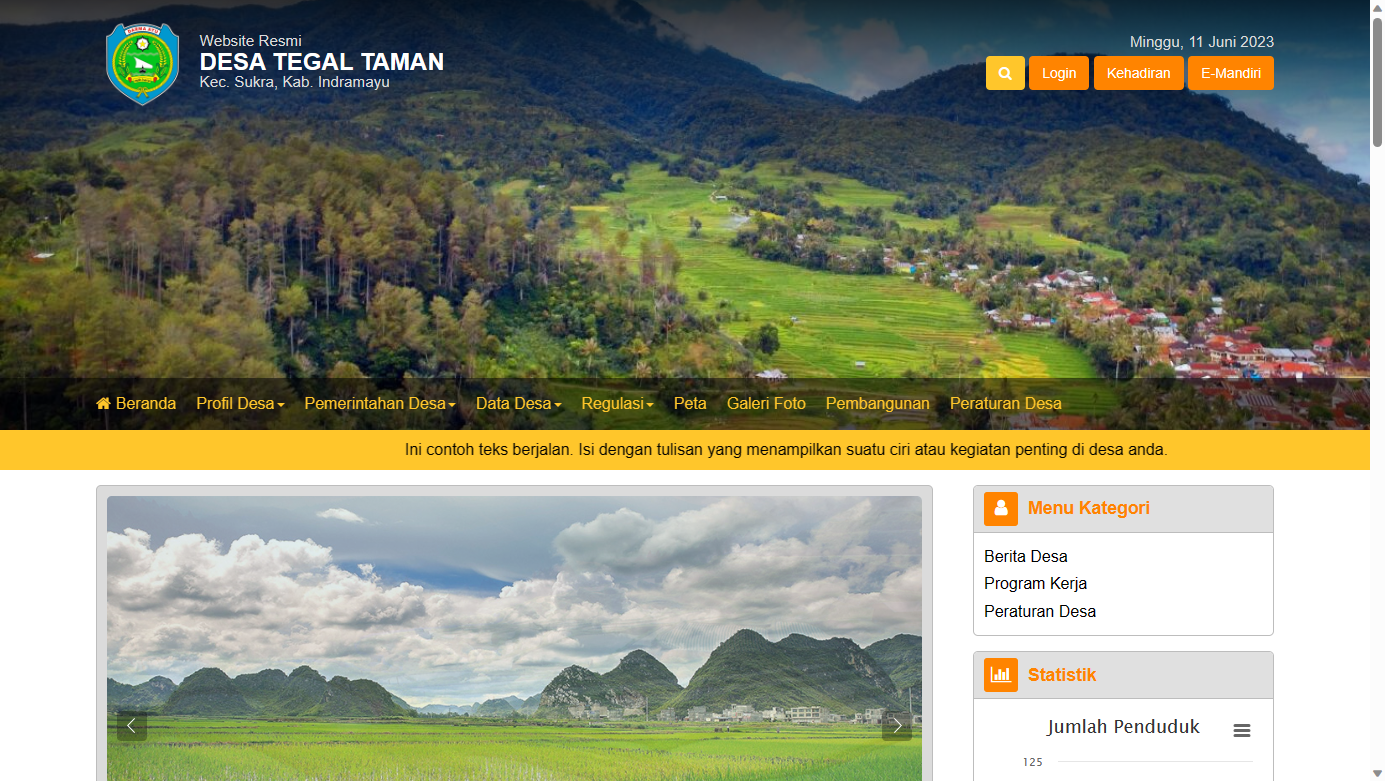 Website Resmi
DESA TEGAL TAMAN
Kec. Sukra, Kab. Indramayu
Minggu, 11 Juni 2023
Login
Kehadiran
E-Mandiri
Beranda
Profil Desa
Pemerintahan Desa
Data Desa
Regulasi
Peta
Galeri Foto
Pembangunan
Peraturan Desa
Ini contoh teks berjalan. Isi dengan tulisan yang menampilkan suatu ciri atau kegiatan penting di desa anda.
Menu Kategori
Berita Desa
Program Kerja
Peraturan Desa
Statistik
Jumlah Penduduk
125